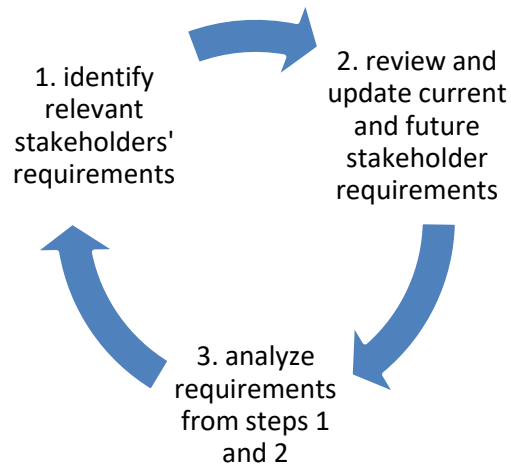 1. identify
relevant
stakeholders'
requirements
2. review and
update current
and future
stakeholder
requirements
3. analyze
requirements
from steps 1
and 2